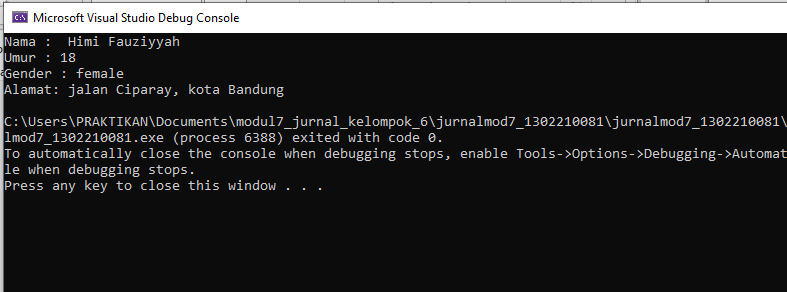 Microsoft Visual Studio Debug Console
Nama :  Himi Fauziyyah
Umur : 18
Gender : female
Alamat: jalan Ciparay, kota Bandung
C:\Users\PRAKTIKAN\Documents\modul7_jurnal_kelompok_6\jurnalmod7_1302210081\jurnalmod7_1302210081\
lmod7_1302210081.exe (process 6388) exited with code 0.
To automatically close the console when debugging stops, enable Tools->Options->Debugging->Automat
le when debugging stops.
Press any key to close this window . . .